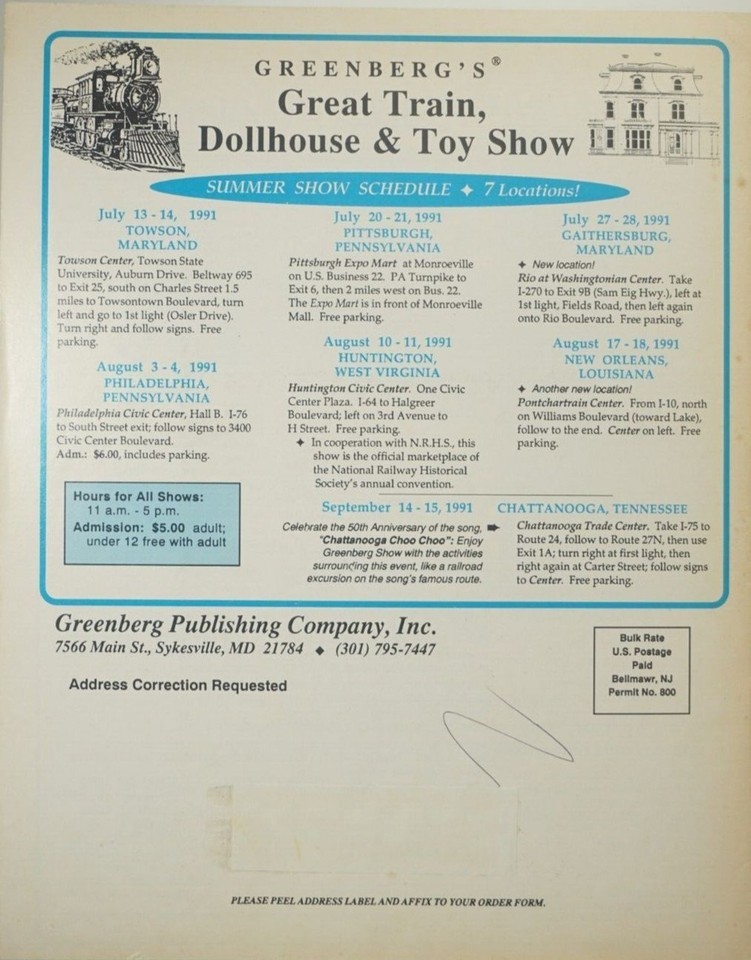 GREENBERG'S®
Great Train,
Dollhouse & Toy Show
SUMMER SHOW SCHEDULE ✦ 7 Locations!
July 13 - 14, 1991
TOWSON,
MARYLAND
Towson Center, Towson State
University, Auburn Drive. Beltway 695
to Exit 25, south on Charles Street 1.5
miles to Towsontown Boulevard, turn
left and go to 1st light (Osler Drive).
Turn right and follow signs. Free
parking.
July 20 - 21, 1991
PITTSBURGH,
PENNSYLVANIA
Pittsburgh Expo Mart at Monroeville
on U.S. Business 22. PA Turnpike to
Exit 6, then 2 miles west on Bus. 22.
The Expo Mart is in front of Monroeville
Mall. Free parking.
July 27 - 28, 1991
GAITHERSBURG,
MARYLAND
✦ New location!
Rio at Washingtonian Center. Take
I-270 to Exit 9B (Sam Eig Hwy.), left at
1st light, Fields Road, then left again
onto Rio Boulevard. Free parking.
August 3 - 4, 1991
PHILADELPHIA,
PENNSYLVANIA
Philadelphia Civic Center, Hall B. I-76
to South Street exit; follow signs to 3400
Civic Center Boulevard.
Adm.: $6.00, includes parking.
August 10 - 11, 1991
HUNTINGTON,
WEST VIRGINIA
Huntington Civic Center. One Civic
Center Plaza. I-64 to Halgreer
Boulevard; left on 3rd Avenue to
H Street. Free parking.
✦ In cooperation with N.R.H.S., this
show is the official marketplace of
the National Railway Historical
Society's annual convention.
August 17 - 18, 1991
NEW ORLEANS,
LOUISIANA
✦ Another new location!
Pontchartrain Center. From I-10, north
on Williams Boulevard (toward Lake),
follow to the end. Center on left. Free
parking.
Hours for All Shows:
11 a.m. - 5 p.m.
Admission: $5.00 adult;
under 12 free with adult
September 14 - 15, 1991 CHATTANOOGA, TENNESSEE
Celebrate the 50th Anniversary of the song,
"Chattanooga Choo Choo": Enjoy
Greenberg Show with the activities
surrounding this event, like a railroad
excursion on the song's famous route.
Chattanooga Trade Center. Take I-75 to
Route 24, follow to Route 27N, then use
Exit 1A; turn right at first light, then
right again at Carter Street; follow signs
to Center. Free parking.
Greenberg Publishing Company, Inc.
7566 Main St., Sykesville, MD 21784 ◆ (301) 795-7447
Address Correction Requested
Bulk Rate
U.S. Postage
Paid
Bellmawr, NJ
Permit No. 800
PLEASE PEEL ADDRESS LABEL AND AFFIX TO YOUR ORDER FORM.